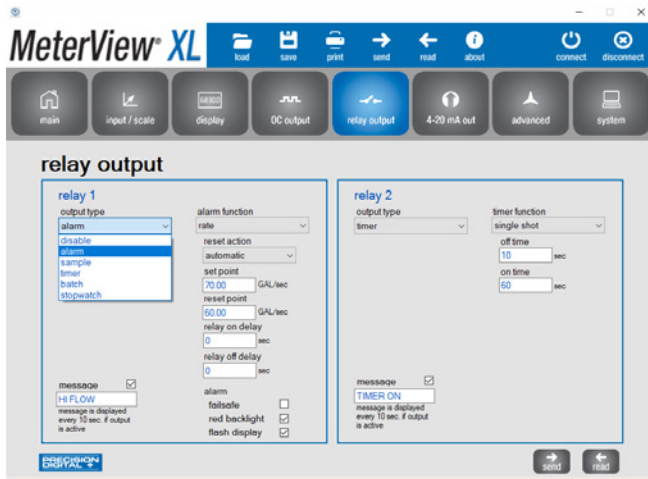 MeterView® XL
load
save
print
send
read
about
connect
disconnect
main
input / scale
display
OC output
relay output
4-20 mA out
advanced
system
relay output
relay 1
output type
alarm
disable
alarm
sample
timer
batch
stopwatch
alarm function
rate
reset action
automatic
set point
70.00 GAL/sec
reset point
60.00 GAL/sec
relay on delay
0 sec
relay off delay
0 sec
message
HI FLOW
message is displayed
every 10 sec. if output
is active
alarm
failsafe
red backlight
flash display
relay 2
output type
timer
timer function
single shot
off time
10 sec
on time
60 sec
message
TIMER ON
message is displayed
every 10 sec. if output
is active
PRECISION
DIGITAL
send
read